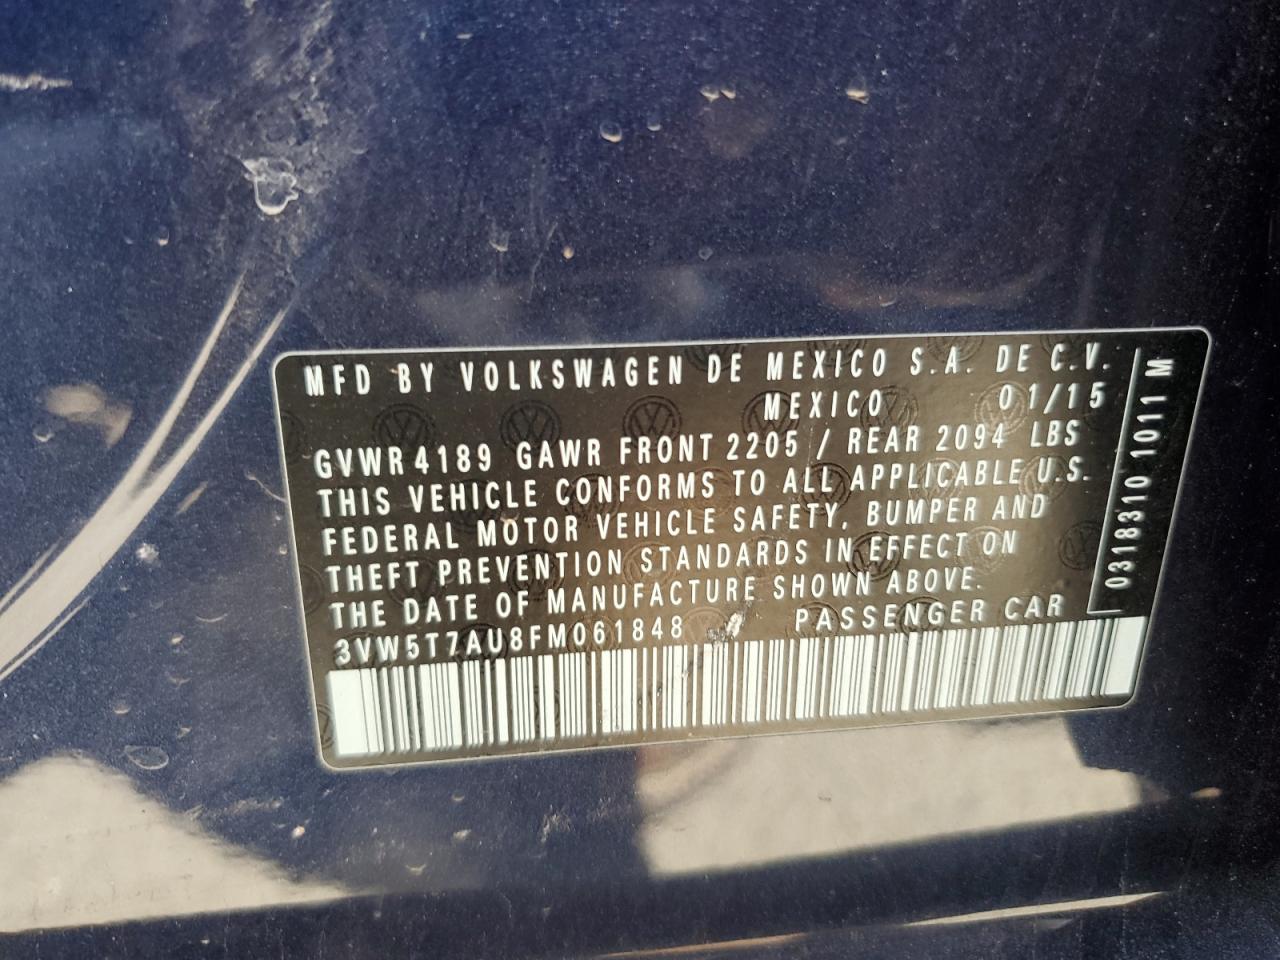 MFD BY VOLKSWAGEN DE MEXICO S.A. DE C.V.
MEXICO 01/15
GVWR 4189 GAWR FRONT 2205 / REAR 2094 LBS
THIS VEHICLE CONFORMS TO ALL APPLICABLE U.S.
FEDERAL MOTOR VEHICLE SAFETY, BUMPER AND
THEFT PREVENTION STANDARDS IN EFFECT ON
THE DATE OF MANUFACTURE SHOWN ABOVE.
3VW5T7AU8FM061848 PASSENGER CAR
0318310 1011 M